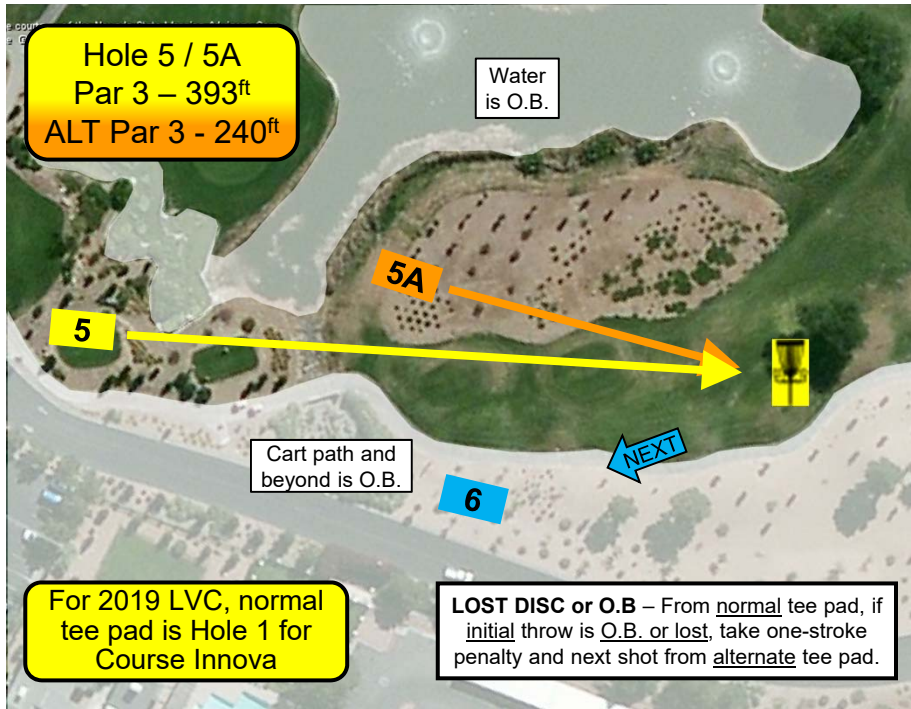 Hole 5 / 5A
Par 3 – 393ft
ALT Par 3 - 240ft
Water
is O.B.
5A
5
NEXT
Cart path and
beyond is O.B.
6
For 2019 LVC, normal
tee pad is Hole 1 for
Course Innova
LOST DISC or O.B – From normal tee pad, if
initial throw is O.B. or lost, take one-stroke
penalty and next shot from alternate tee pad.